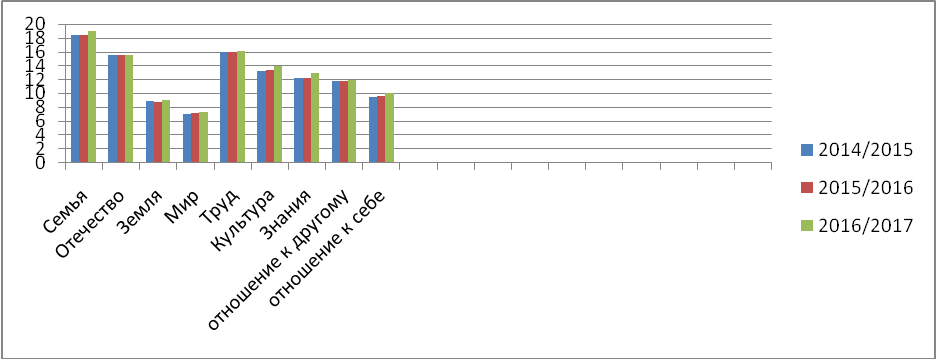 20
18
16
14
12
10
8
6
4
2
0
Семья
Отечество
Земля
Мир
Труд
Культура
Знания
отношение к другому
отношение к себе
2014/2015
2015/2016
2016/2017